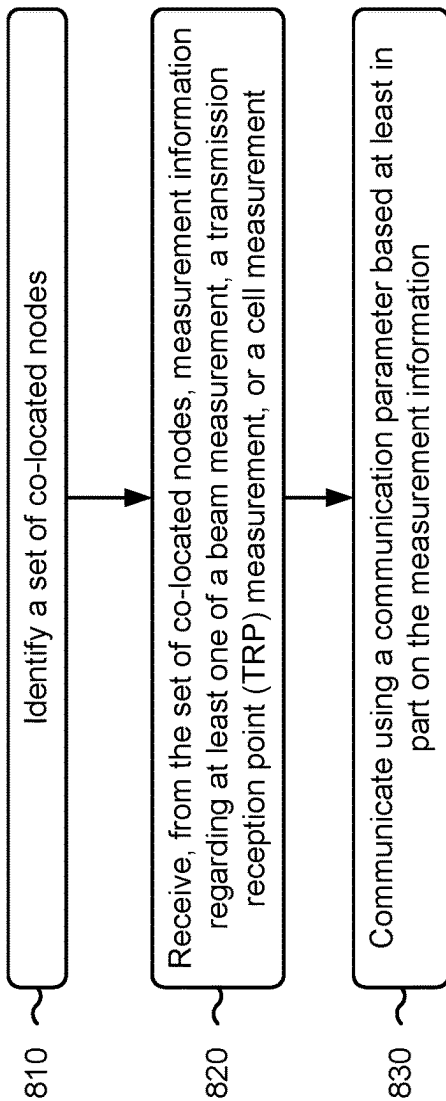 810
Identify a set of co-located nodes
820
Receive, from the set of co-located nodes, measurement information
regarding at least one of a beam measurement, a transmission
reception point (TRP) measurement, or a cell measurement
830
Communicate using a communication parameter based at least in
part on the measurement information